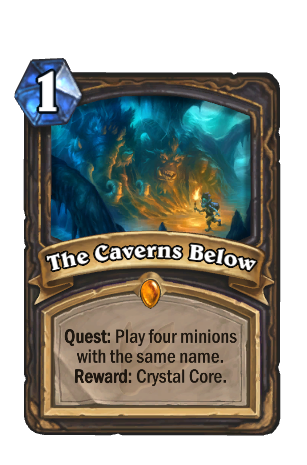 1
The Caverns Below
Quest: Play four minions
with the same name.
Reward: Crystal Core.